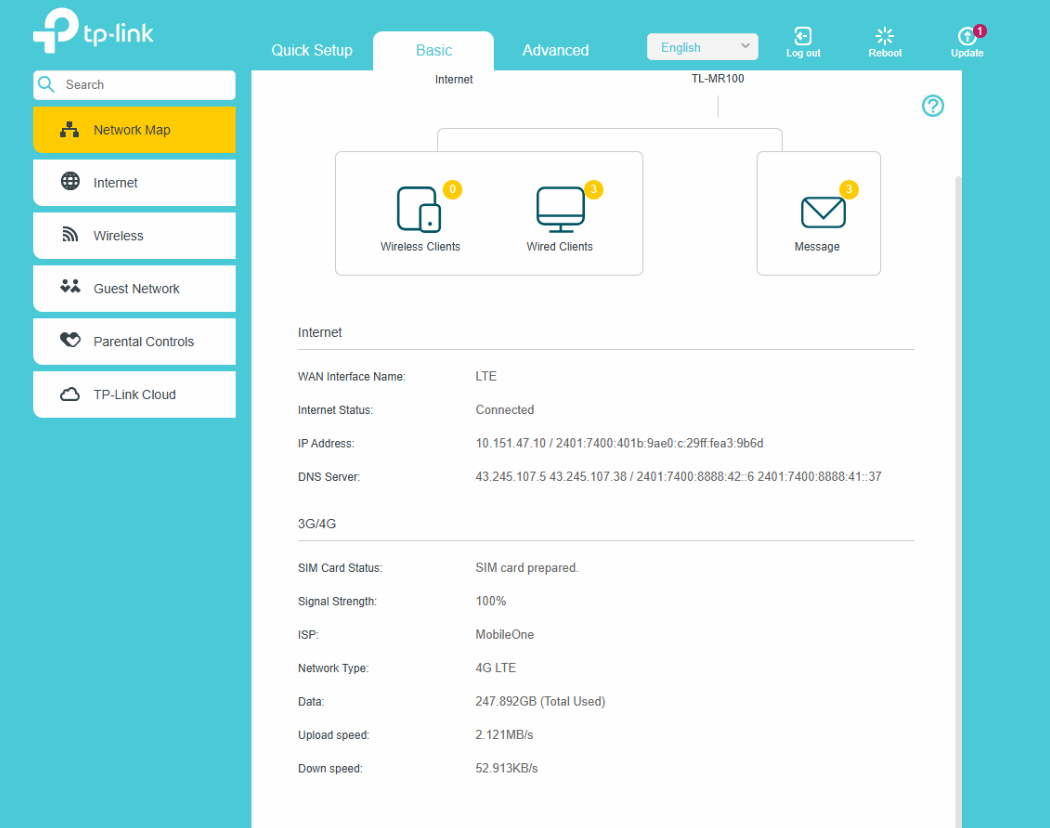 tp-link
Quick Setup
Basic
Advanced
English
Log out
Reboot
1
Update
Search
Network Map
Internet
Wireless
Guest Network
Parental Controls
TP-Link Cloud
Internet
TL-MR100
?
0
Wireless Clients
3
Wired Clients
3
Message
Internet
WAN Interface Name: LTE
Internet Status: Connected
IP Address: 10.151.47.10 / 2401:7400:401b:9ae0:c:29ff:fea3:9b6d
DNS Server: 43.245.107.5 43.245.107.38 / 2401:7400:8888:42::6 2401:7400:8888:41::37
3G/4G
SIM Card Status: SIM card prepared.
Signal Strength: 100%
ISP: MobileOne
Network Type: 4G LTE
Data: 247.892GB (Total Used)
Upload speed: 2.121MB/s
Down speed: 52.913KB/s